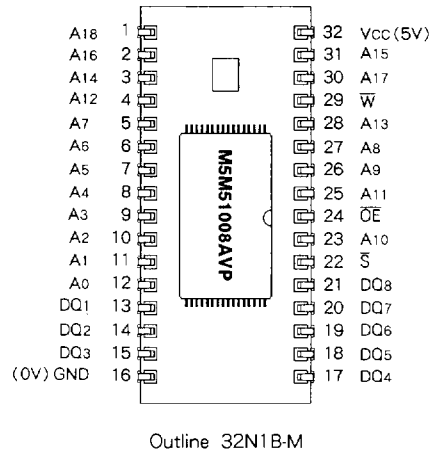 A18 1 32 Vcc (5V)
A16 2 31 A15
A14 3 30 A17
A12 4 29 W̅
A7 5 28 A13
A6 6 27 A8
A5 7 26 A9
A4 8 25 A11
A3 9 24 O̅E̅
A2 10 23 A10
A1 11 22 S̅
A0 12 21 DQ8
DQ1 13 20 DQ7
DQ2 14 19 DQ6
DQ3 15 18 DQ5
(0V) GND 16 17 DQ4
M5M51008AVP
Outline 32N1B-M